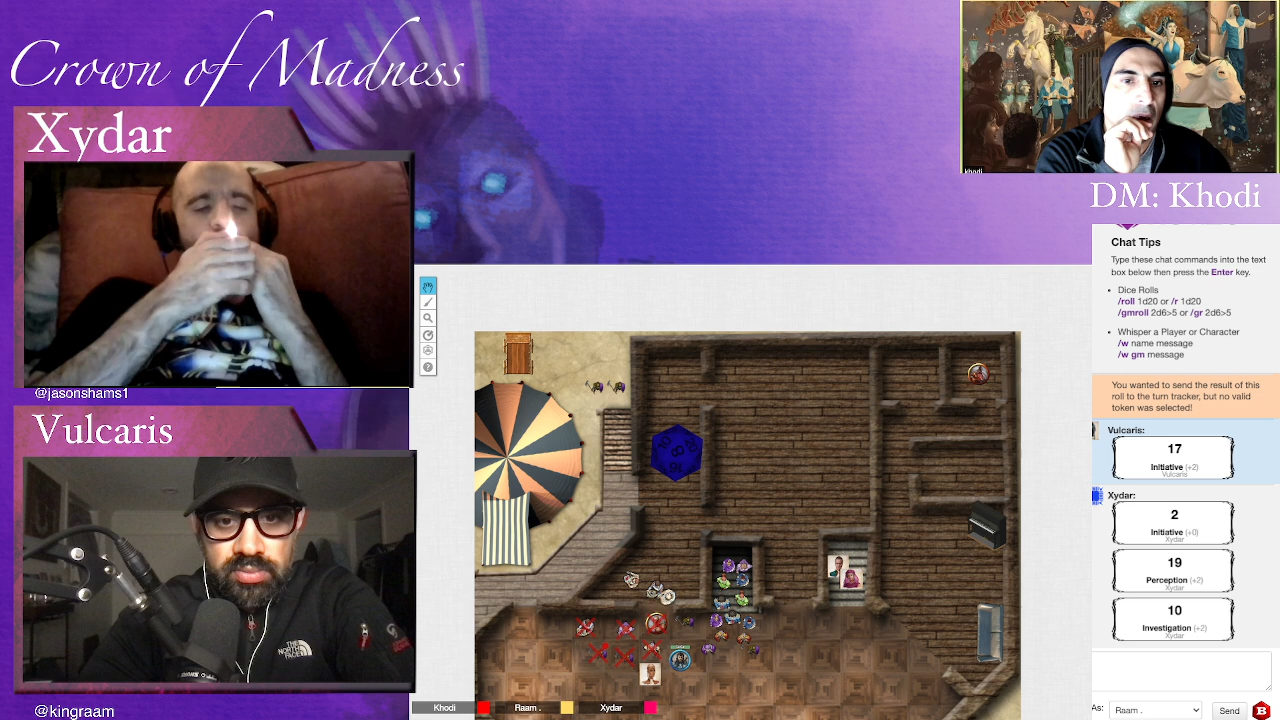 Crown of Madness
Xydar
@jasonshams1
Vulcaris
THE NORTH FACE
@kingraam
khodi
DM: Khodi
Chat Tips
Type these chat commands into the text
box below then press the Enter key.
Dice Rolls
/roll 1d20 or /r 1d20
/gmroll 2d6>5 or /gr 2d6>5
Whisper a Player or Character
/w name message
/w gm message
You wanted to send the result of this
roll to the turn tracker, but no valid
token was selected!
Vulcaris:
17
Initiative (+2)
Vulcaris
Xydar:
2
Initiative (+0)
Xydar
19
Perception (+2)
Xydar
10
Investigation (+2)
Xydar
As: Raam .
Send
B
10
20
8
16
Khodi
Raam .
Xydar